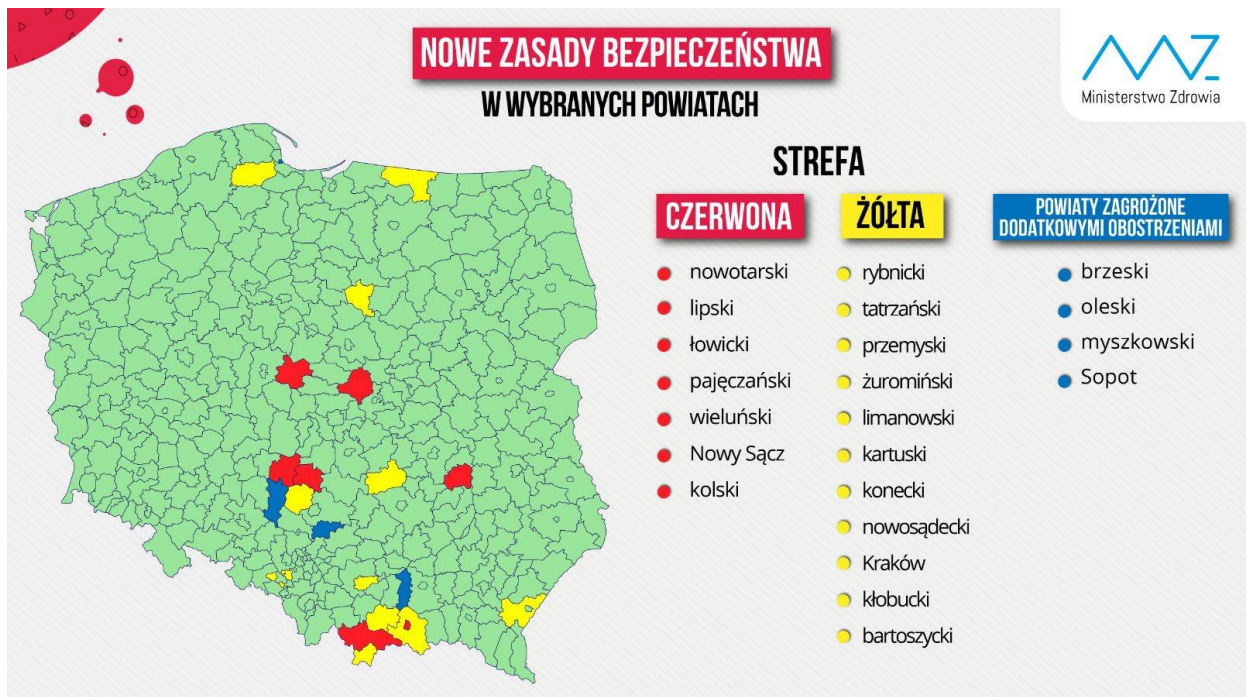 NOWE ZASADY BEZPIECZEŃSTWA
W WYBRANYCH POWIATACH
Ministerstwo Zdrowia
STREFA
CZERWONA
nowotarski
lipski
łowicki
pajęczański
wieluński
Nowy Sącz
kolski
ŻÓŁTA
rybnicki
tatrzański
przemyski
żuromiński
limanowski
kartuski
konecki
nowosądecki
Kraków
kłobucki
bartoszycki
POWIATY ZAGROŻONE
DODATKOWYMI OBOSTRZENIAMI
brzeski
oleski
myszkowski
Sopot